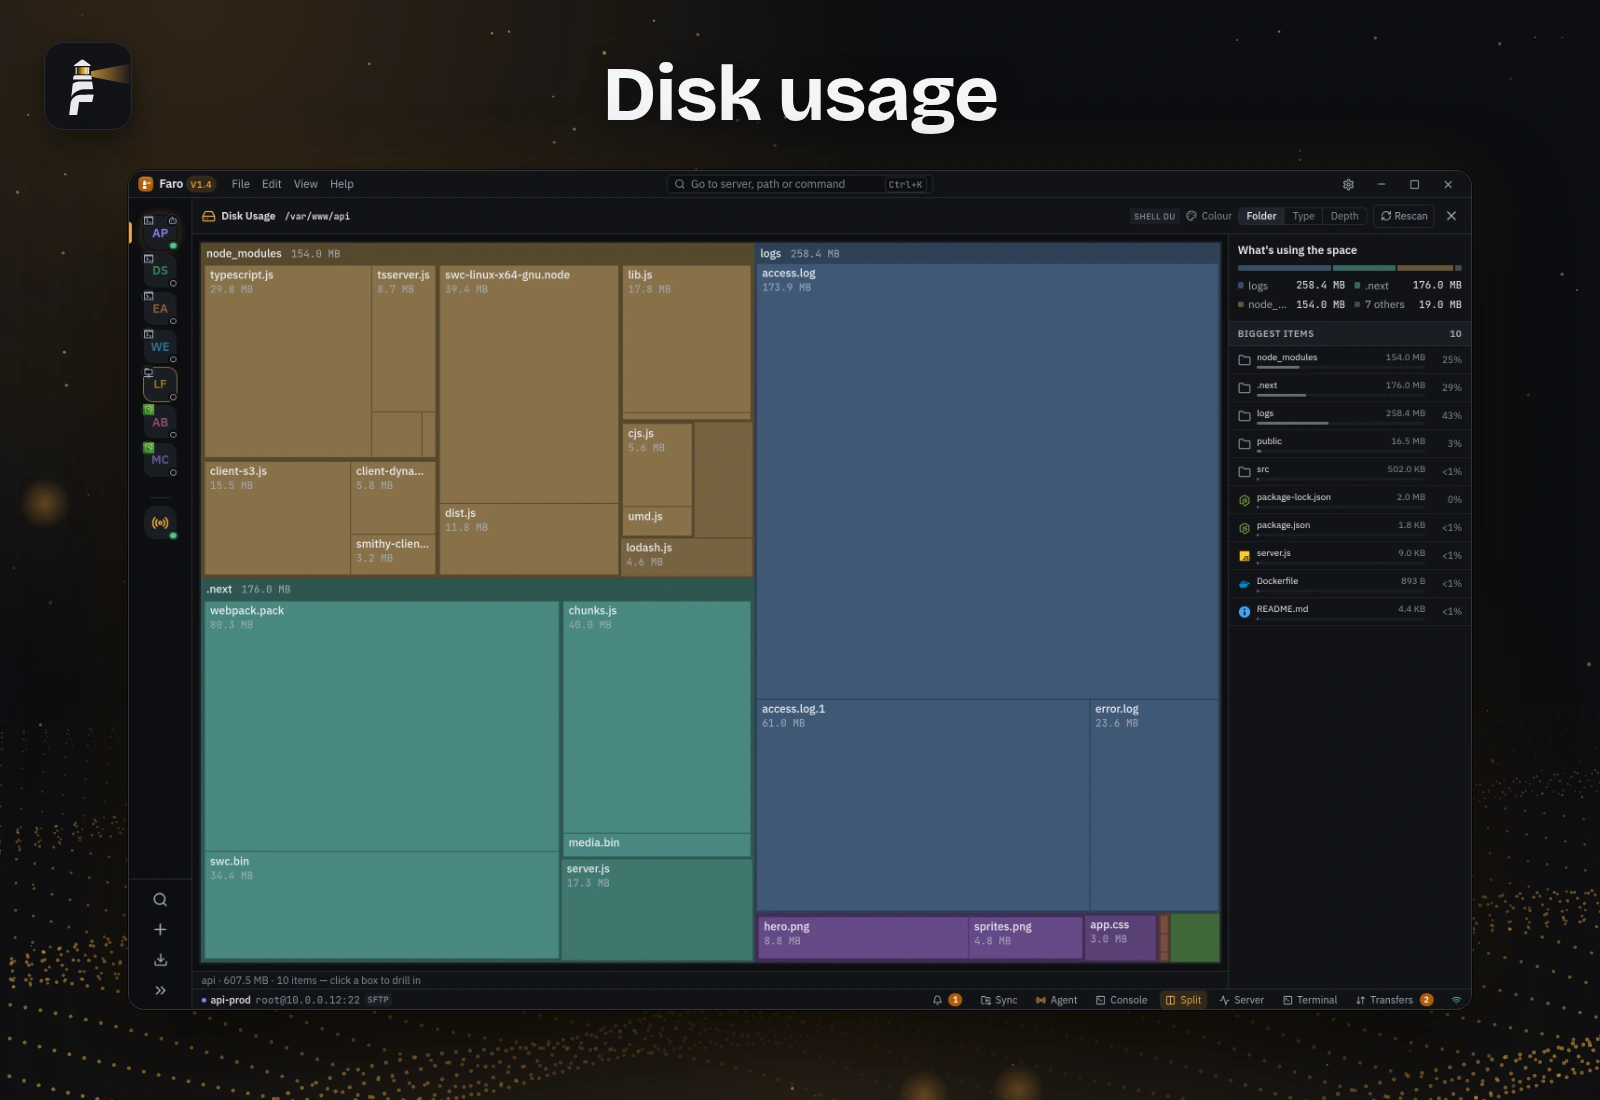 Disk usage
Faro V1.4 File Edit View Help
Go to server, path or command Ctrl+K
AP
DS
EA
WE
LF
AB
MC
Disk Usage /var/www/api
SHELL DU Colour Folder Type Depth Rescan
node_modules 154.0 MB
typescript.js
29.8 MB
tsserver.js
8.7 MB
swc-linux-x64-gnu.node
39.4 MB
lib.js
17.8 MB
cjs.js
5.6 MB
umd.js
client-s3.js
15.5 MB
client-dyna...
5.8 MB
smithy-clien...
3.2 MB
dist.js
11.8 MB
lodash.js
4.6 MB
.next 176.0 MB
webpack.pack
80.3 MB
chunks.js
40.0 MB
media.bin
swc.bin
34.4 MB
server.js
17.3 MB
logs 258.4 MB
access.log
173.9 MB
access.log.1
61.0 MB
error.log
23.6 MB
hero.png
8.8 MB
sprites.png
4.8 MB
app.css
3.0 MB
What's using the space
logs 258.4 MB .next 176.0 MB
node_... 154.0 MB 7 others 19.0 MB
BIGGEST ITEMS 10
node_modules 154.0 MB 25%
.next 176.0 MB 29%
logs 258.4 MB 43%
public 16.5 MB 3%
src 502.0 KB <1%
package-lock.json 2.0 MB 0%
package.json 1.8 KB <1%
server.js 9.0 KB <1%
Dockerfile 893 B <1%
README.md 4.4 KB <1%
api · 607.5 MB · 10 items — click a box to drill in
api-prod root@10.0.0.12:22 SFTP
1 Sync Agent Console Split Server Terminal Transfers 2